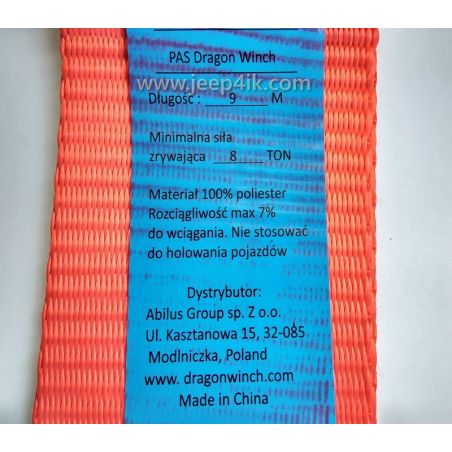 PAS Dragon Winch
www.jeep4ik.com
Długość : 9 M
Minimalna siła
zrywająca : 8 TON
Materiał 100% poliester
Rozciągliwość max 7%
do wciągania. Nie stosować
do holowania pojazdów
Dystrybutor:
Abilus Group sp. Z o.o.
Ul. Kasztanowa 15, 32-085
Modlniczka, Poland
www. dragonwinch.com
Made in China